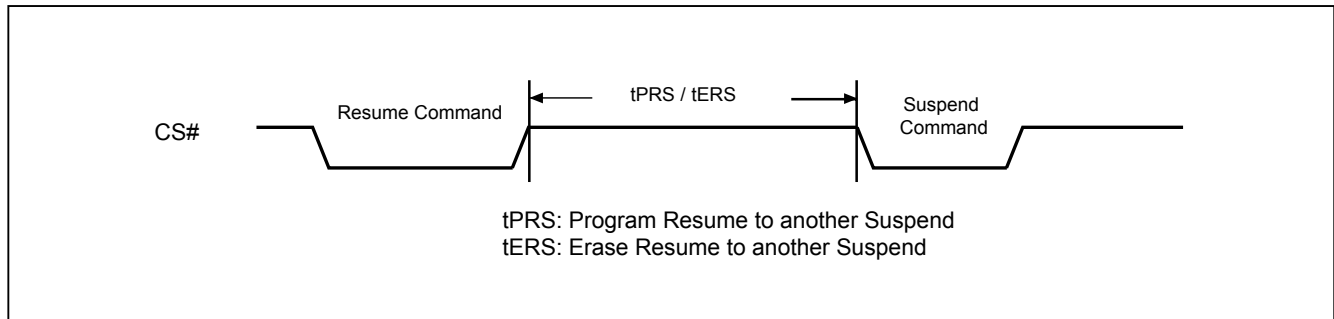 Resume Command
tPRS / tERS
Suspend
Command
CS#
tPRS: Program Resume to another Suspend
tERS: Erase Resume to another Suspend